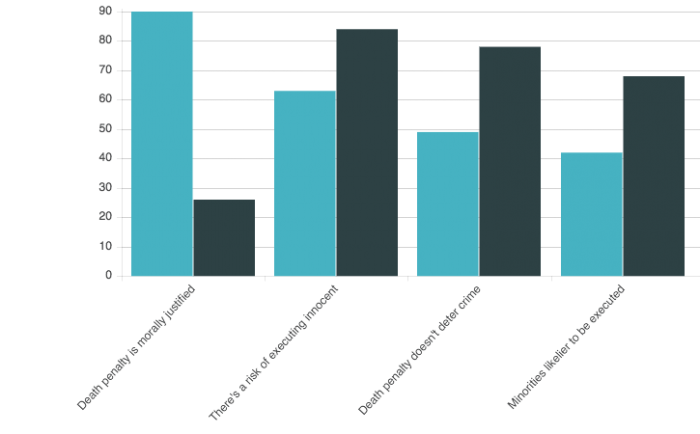 90
80
70
60
50
40
30
20
10
0
Death penalty is morally justified
There's a risk of executing innocent
Death penalty doesn't deter crime
Minorities likelier to be executed